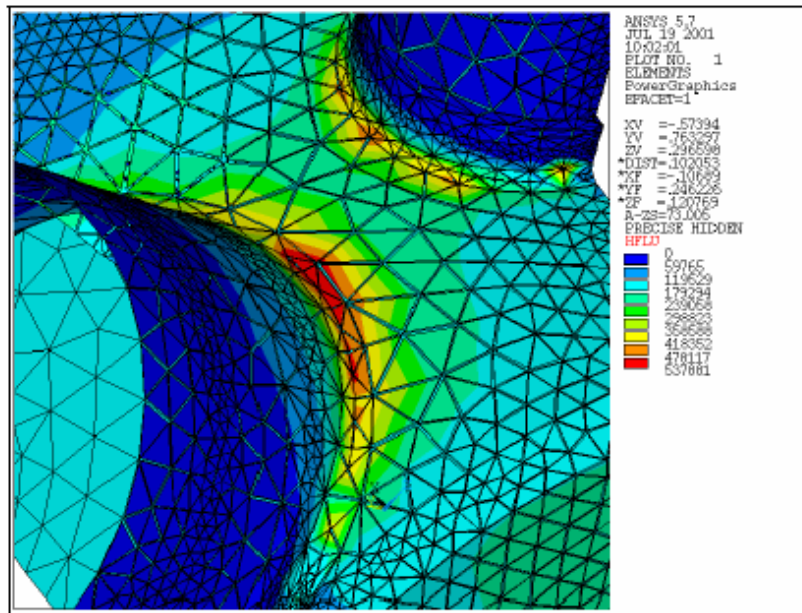 ANSYS 5.7
JUL 19 2001
10:02:01
PLOT NO. 1
ELEMENTS
PowerGraphics
EFACET=1
XV =-.57394
YV =.763297
ZV =.296598
*DIST=.102053
*XF =-.10689
*YF =.246226
*ZF =.120769
A-ZS=73.006
PRECISE HIDDEN
HFLU
0
59765
119529
179294
239058
298823
358588
418352
478117
537881